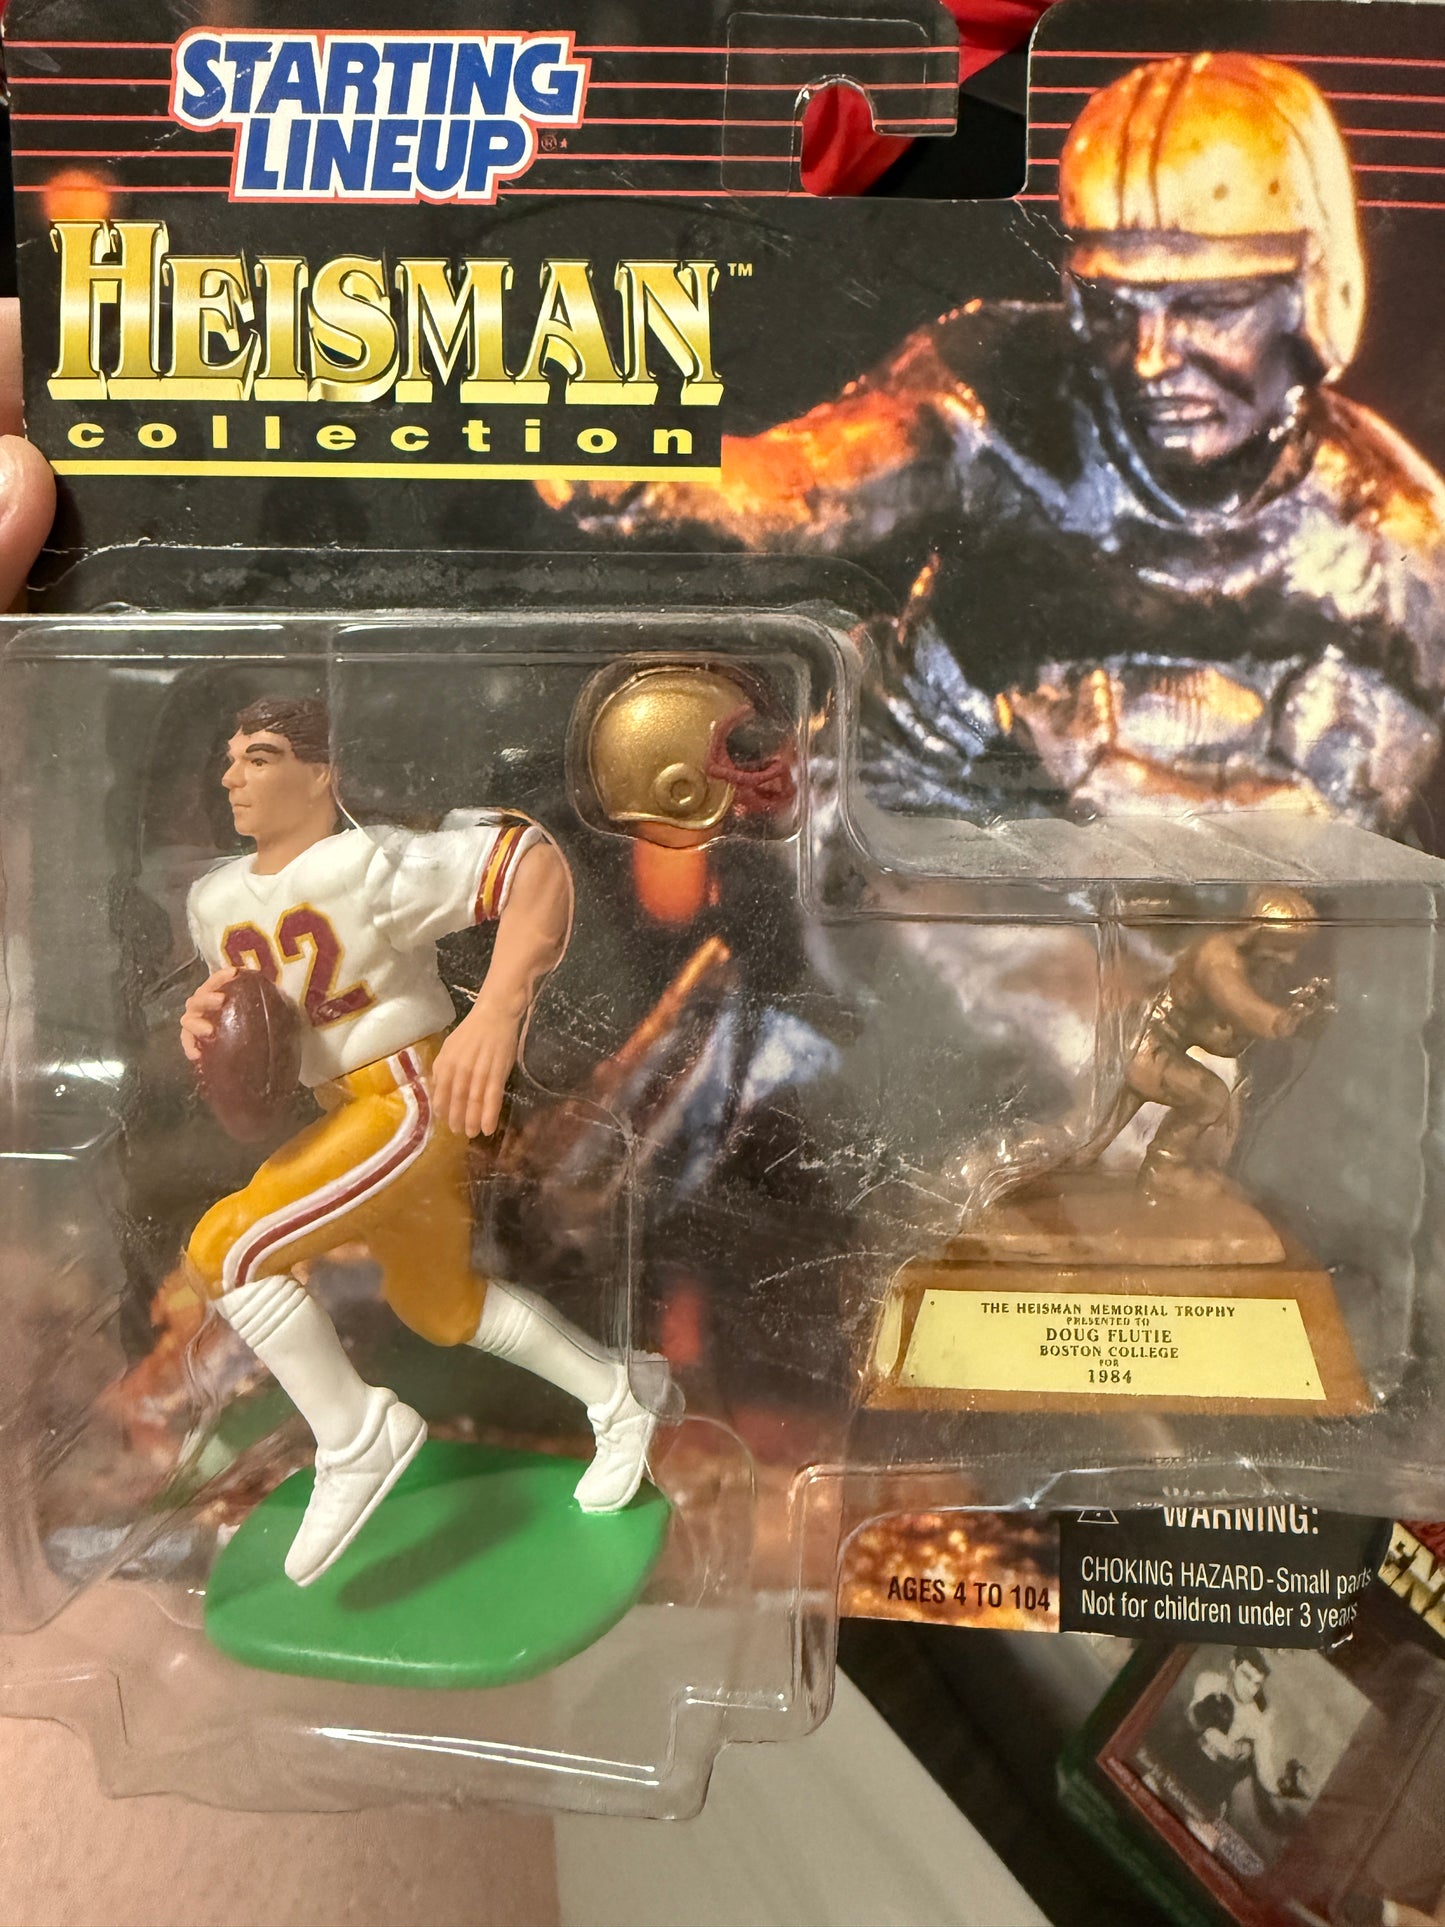 STARTING
LINEUP®
HEISMAN™
collection
22
THE HEISMAN MEMORIAL TROPHY
PRESENTED TO
DOUG FLUTIE
BOSTON COLLEGE
FOR
1984
WARNING:
AGES 4 TO 104
CHOKING HAZARD-Small parts
Not for children under 3 years